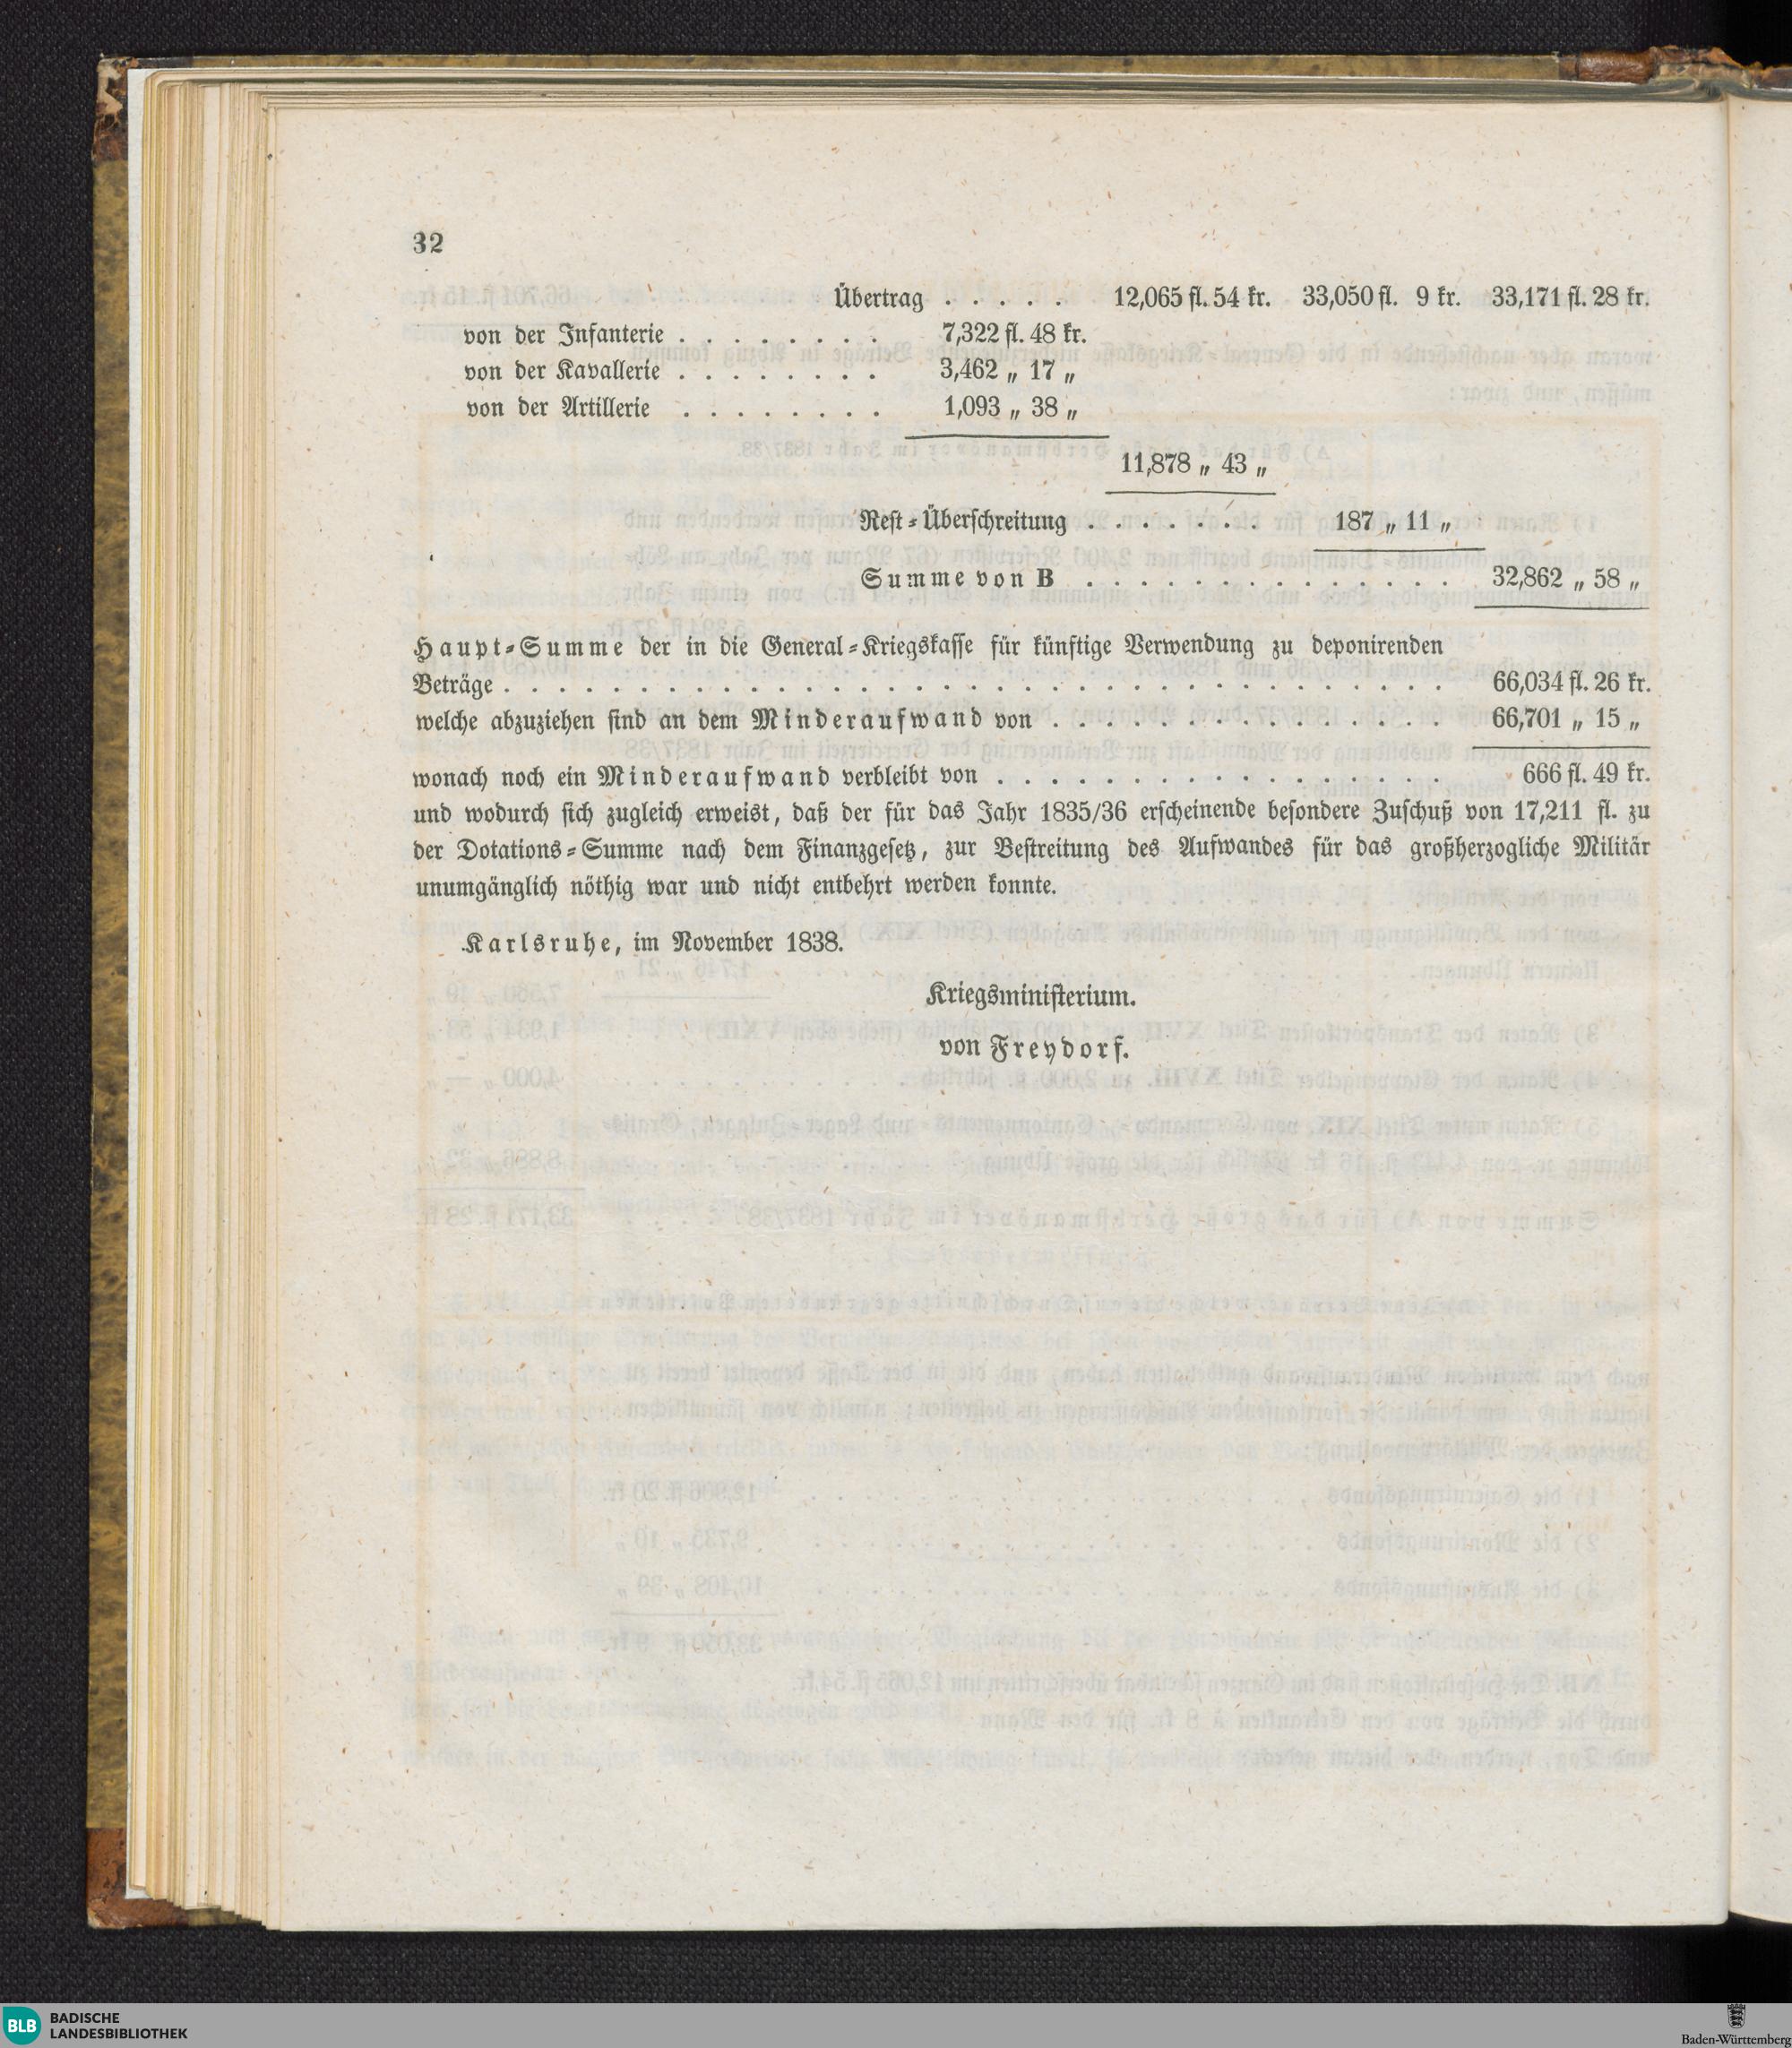 32
Übertrag . . . . . 12,065 fl. 54 kr. 33,050 fl. 9 kr. 33,171 fl. 28 kr.
von der Infanterie . . . . . . . . 7,322 fl. 48 kr.
von der Kavallerie . . . . . . . . 3,462 „ 17 „
von der Artillerie . . . . . . . . 1,093 „ 38 „
11,878 „ 43 „
Rest-Überschreitung . . . . . . . . 187 „ 11 „
Summe von B . . . . . . . . . . . . . . 32,862 „ 58 „
Haupt-Summe der in die General-Kriegskasse für künftige Verwendung zu deponirenden
Beträge . . . . . . . . . . . . . . . . . . . . . . . . . . . . . . . . . . . 66,034 fl. 26 kr.
welche abzuziehen sind an dem Minderaufwand von . . . . . . . . . . . . . . . 66,701 „ 15 „
wonach noch ein Minderaufwand verbleibt von . . . . . . . . . . . . . . . . . 666 fl. 49 kr.
und wodurch sich zugleich erweist, daß der für das Jahr 1835/36 erscheinende besondere Zuschuß von 17,211 fl. zu
der Dotations-Summe nach dem Finanzgesetz, zur Bestreitung des Aufwandes für das großherzogliche Militär
unumgänglich nöthig war und nicht entbehrt werden konnte.
Karlsruhe, im November 1838.
Kriegsministerium.
von Freydorf.
BLB BADISCHE
LANDESBIBLIOTHEK
Baden-Württemberg